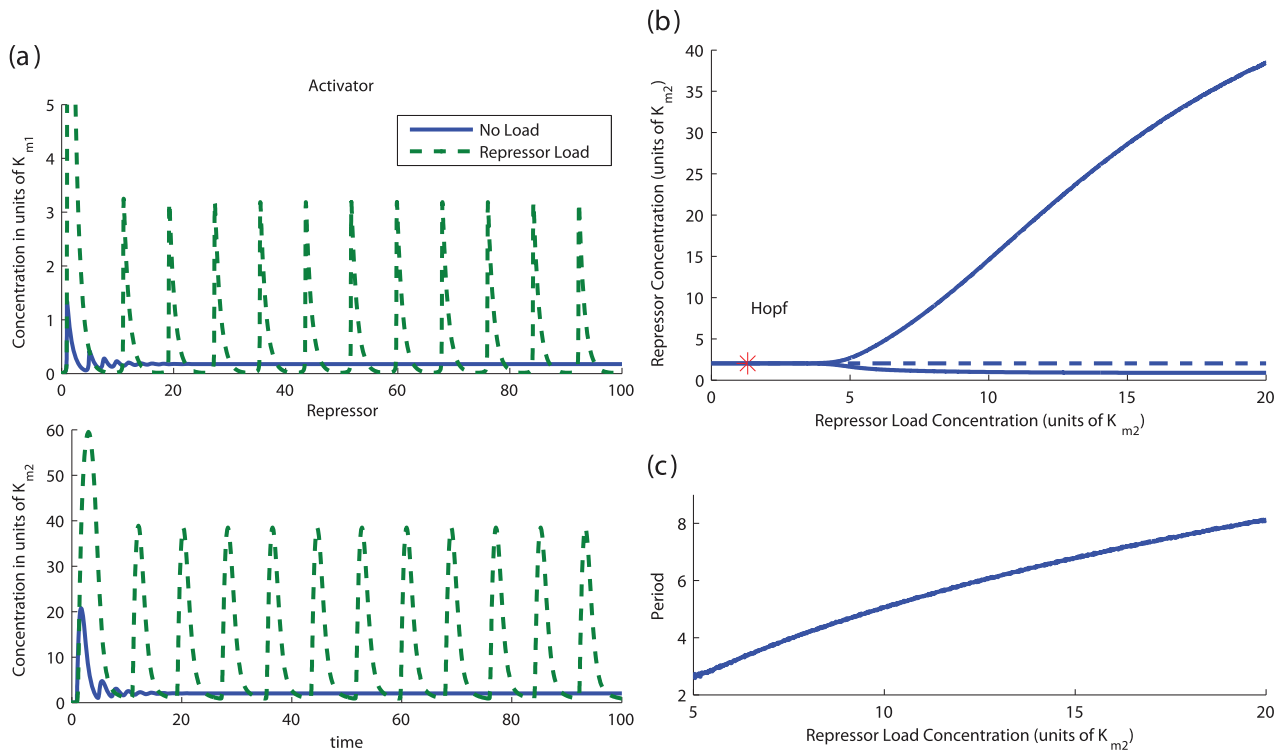 (a)
Activator
Concentration in units of K m1
5
4
3
2
1
0
No Load
Repressor Load
0 20 40 60 80 100
Repressor
Concentration in units of K m2
60
50
40
30
20
10
0
0 20 40 60 80 100
time
(b)
Repressor Concentration (units of K m2)
40
35
30
25
20
15
10
5
0
Hopf
0 5 10 15 20
Repressor Load Concentration (units of K m2)
(c)
Period
8
6
4
2
5 10 15 20
Repressor Load Concentration (units of K m2)